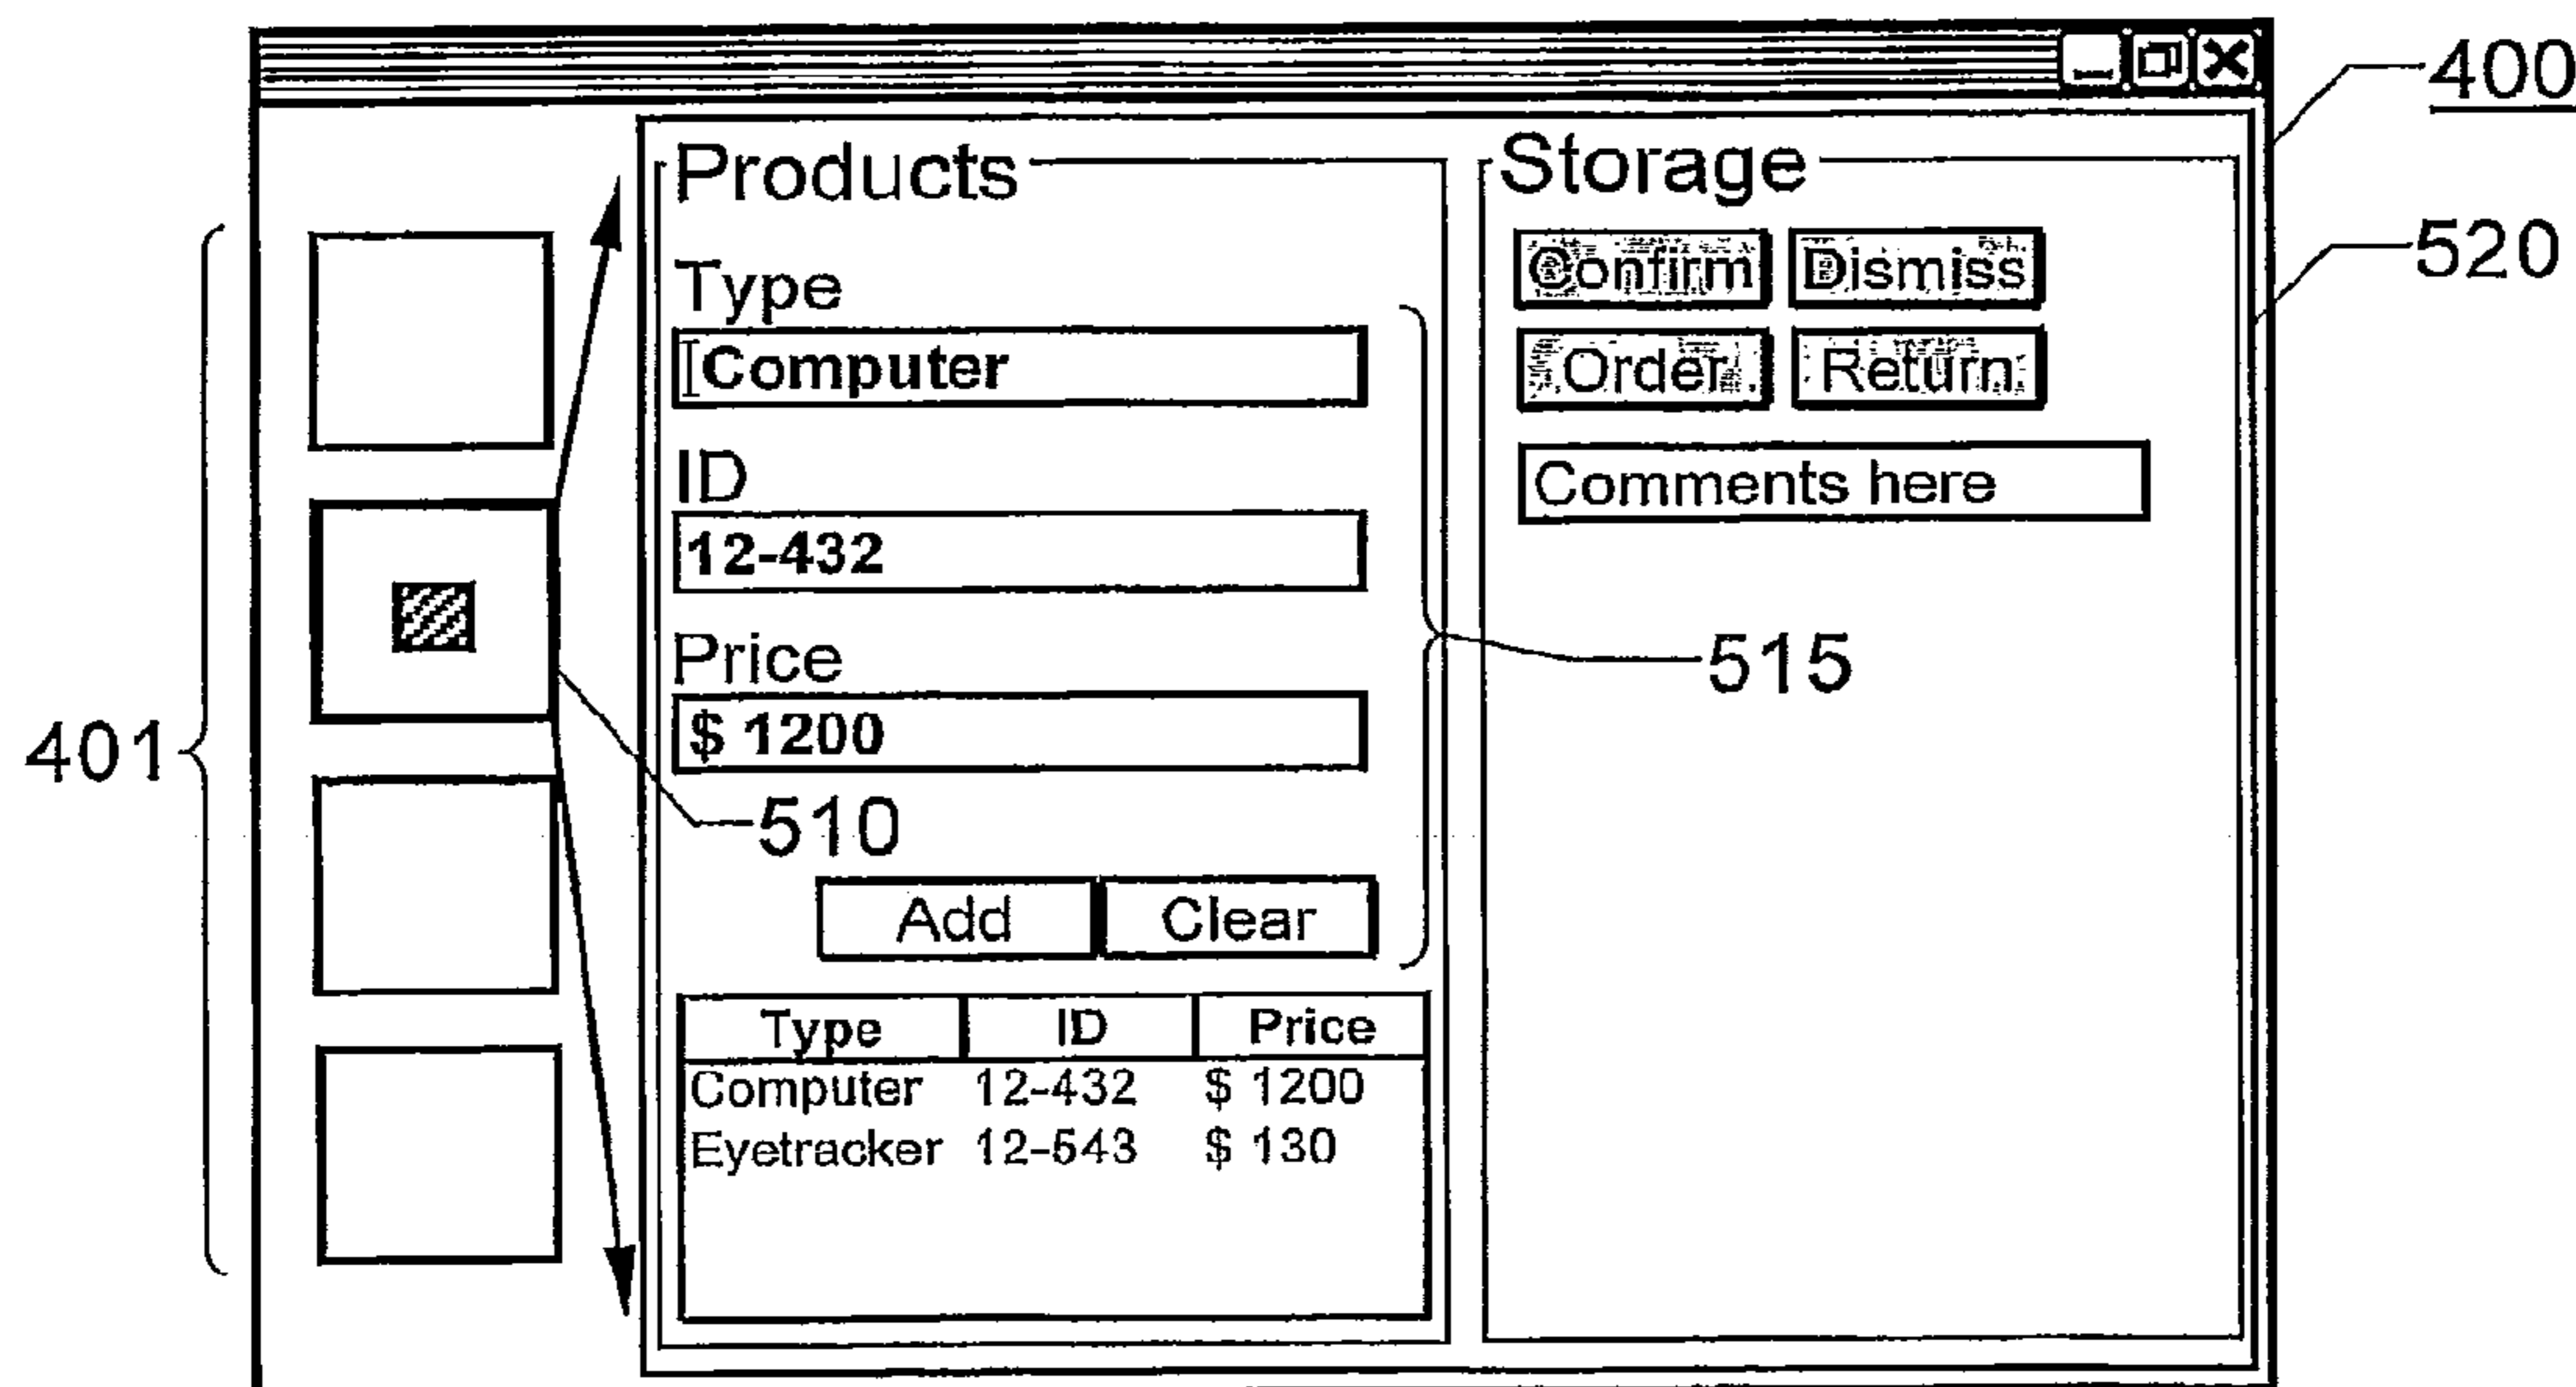 400
Products
Storage
Type
Confirm Dismiss
520
Computer
Order Return
ID
Comments here
12-432
Price
515
$ 1200
401
510
Add Clear
Type ID Price
Computer 12-432 $ 1200
Eyetracker 12-543 $ 130